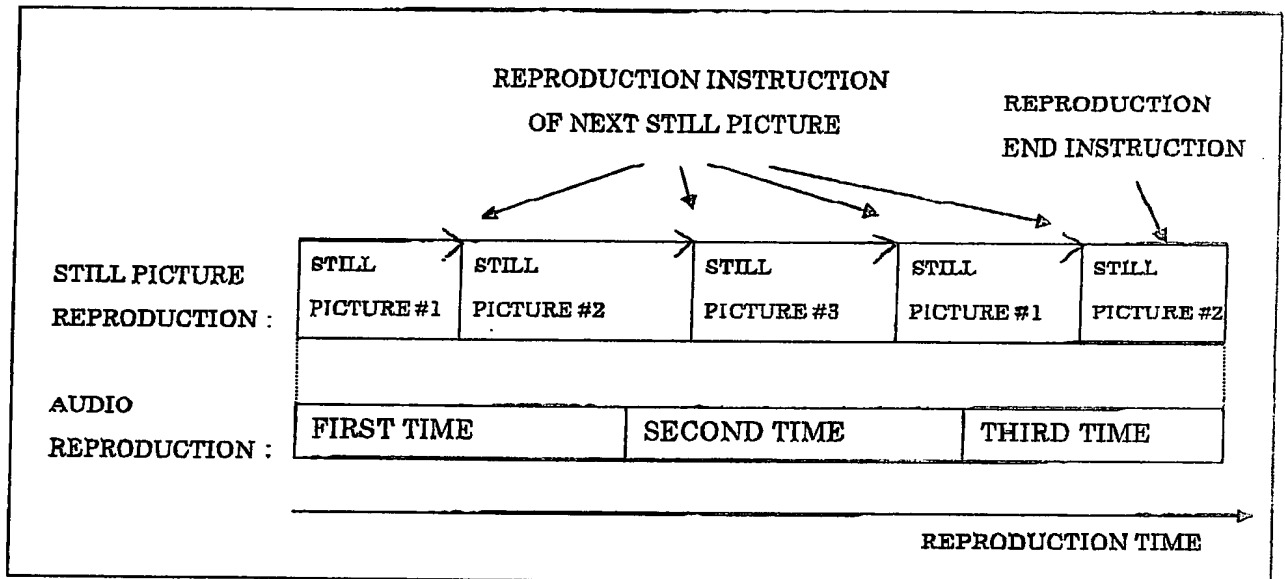 REPRODUCTION INSTRUCTION
OF NEXT STILL PICTURE
REPRODUCTION
END INSTRUCTION
STILL PICTURE
REPRODUCTION :
STILL
PICTURE #1
STILL
PICTURE #2
STILL
PICTURE #3
STILL
PICTURE #1
STILL
PICTURE #2
AUDIO
REPRODUCTION :
FIRST TIME
SECOND TIME
THIRD TIME
REPRODUCTION TIME